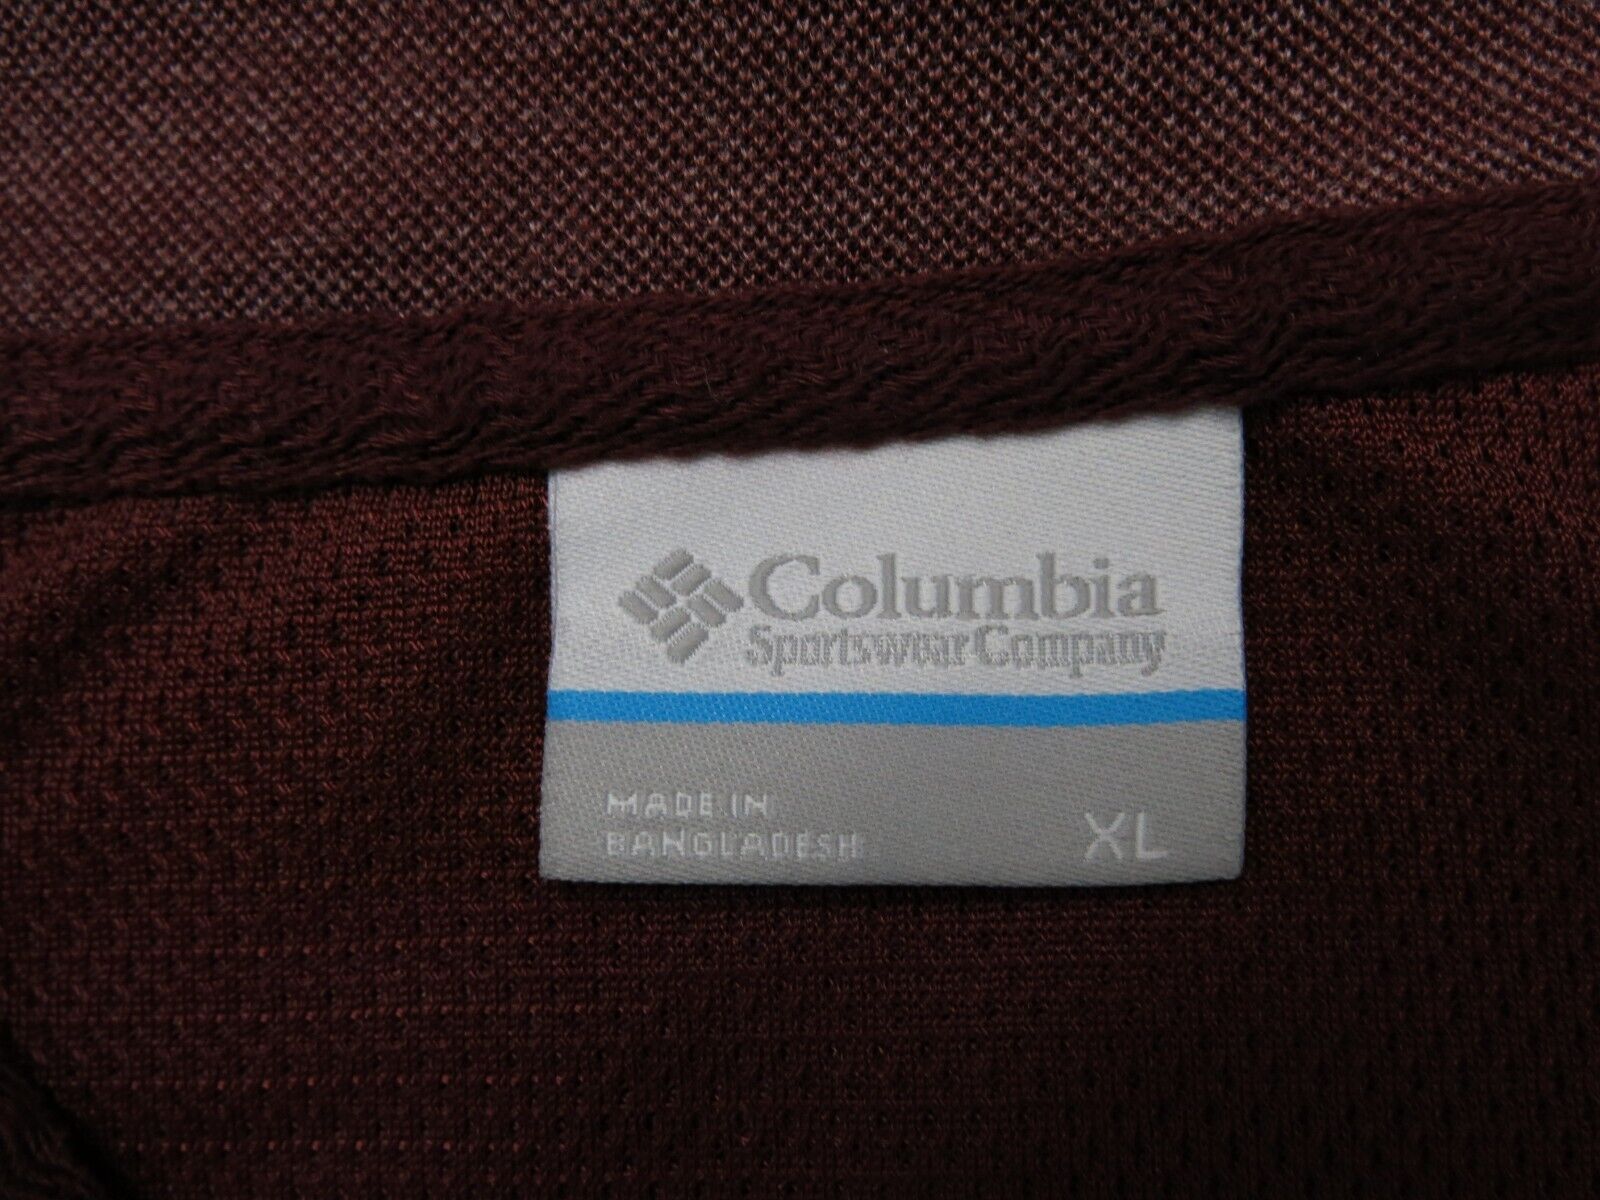 Columbia
Sportswear Company
MADE IN
BANGLADESH
XL